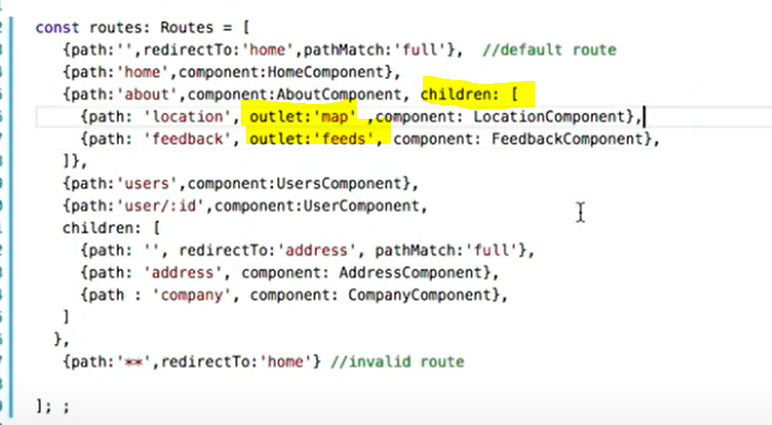 const routes: Routes = [
{path:'',redirectTo:'home',pathMatch:'full'}, //default route
{path:'home',component:HomeComponent},
{path:'about',component:AboutComponent, children: [
{path: 'location', outlet:'map' ,component: LocationComponent},
{path: 'feedback', outlet:'feeds', component: FeedbackComponent},
]},
{path:'users',component:UsersComponent},
{path:'user/:id',component:UserComponent,
children: [
{path: '', redirectTo:'address', pathMatch:'full'},
{path: 'address', component: AddressComponent},
{path : 'company', component: CompanyComponent},
]
},
{path:'**',redirectTo:'home'} //invalid route
]; ;